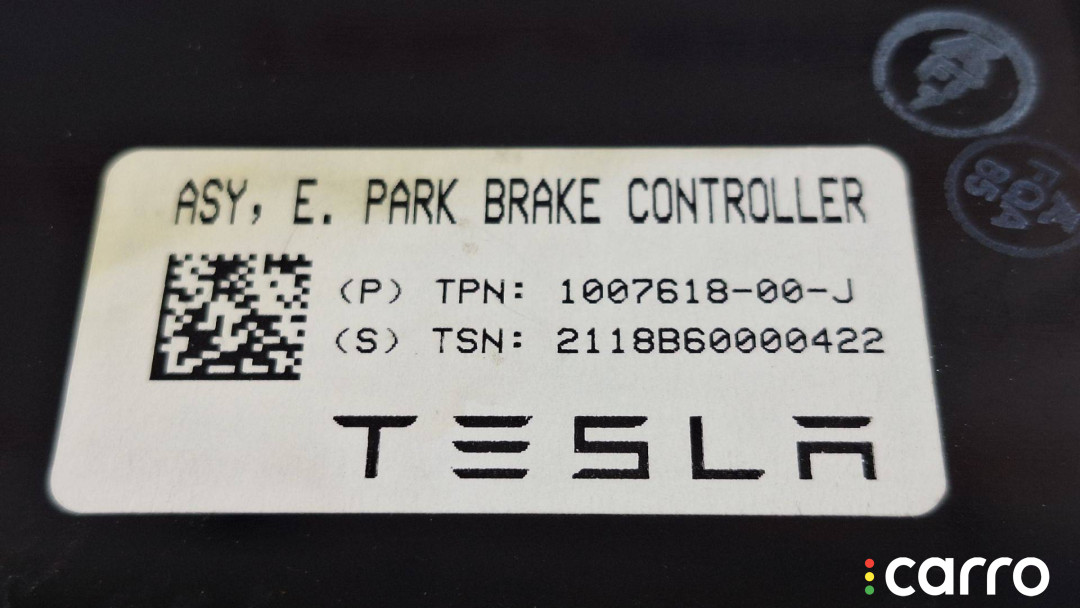 ASY, E. PARK BRAKE CONTROLLER
(P) TPN: 1007618-00-J
(S) TSN: 2118B60000422
TESLA
carro